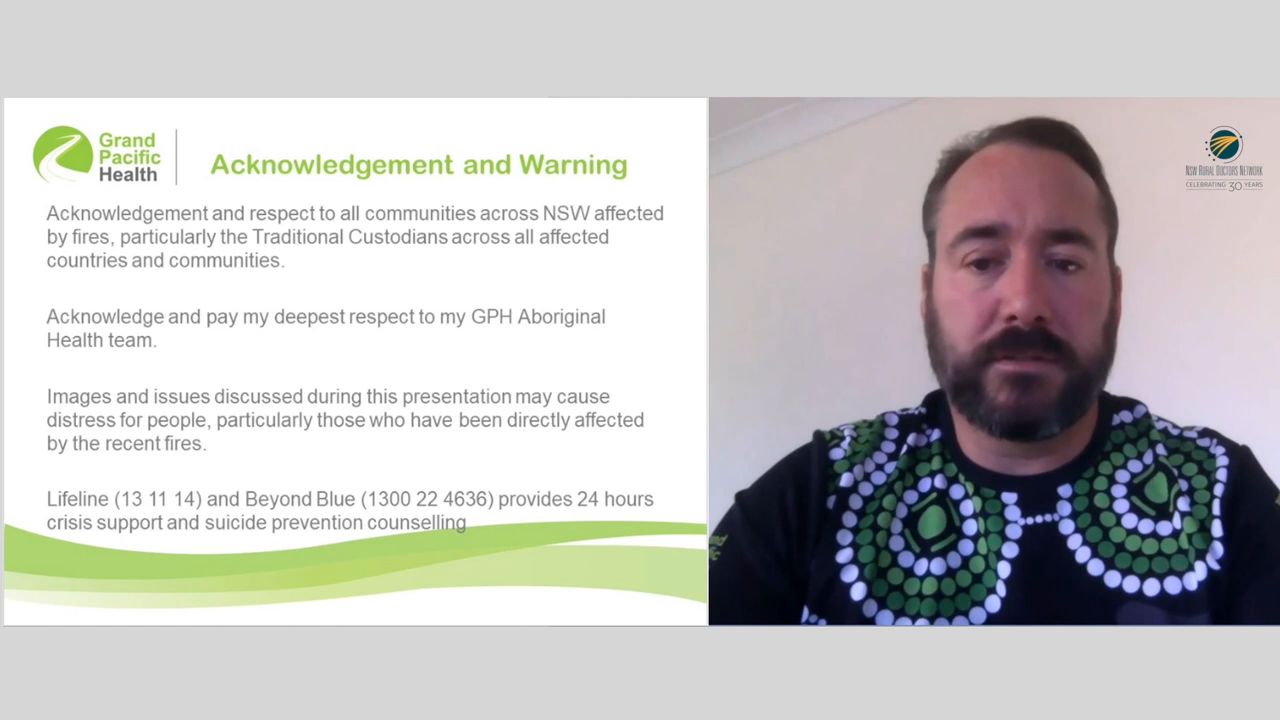 Grand
Pacific
Health
Acknowledgement and Warning
Acknowledgement and respect to all communities across NSW affected
by fires, particularly the Traditional Custodians across all affected
countries and communities.
Acknowledge and pay my deepest respect to my GPH Aboriginal
Health team.
Images and issues discussed during this presentation may cause
distress for people, particularly those who have been directly affected
by the recent fires.
Lifeline (13 11 14) and Beyond Blue (1300 22 4636) provides 24 hours
crisis support and suicide prevention counselling
NSW RURAL DOCTORS NETWORK
CELEBRATING 30 YEARS